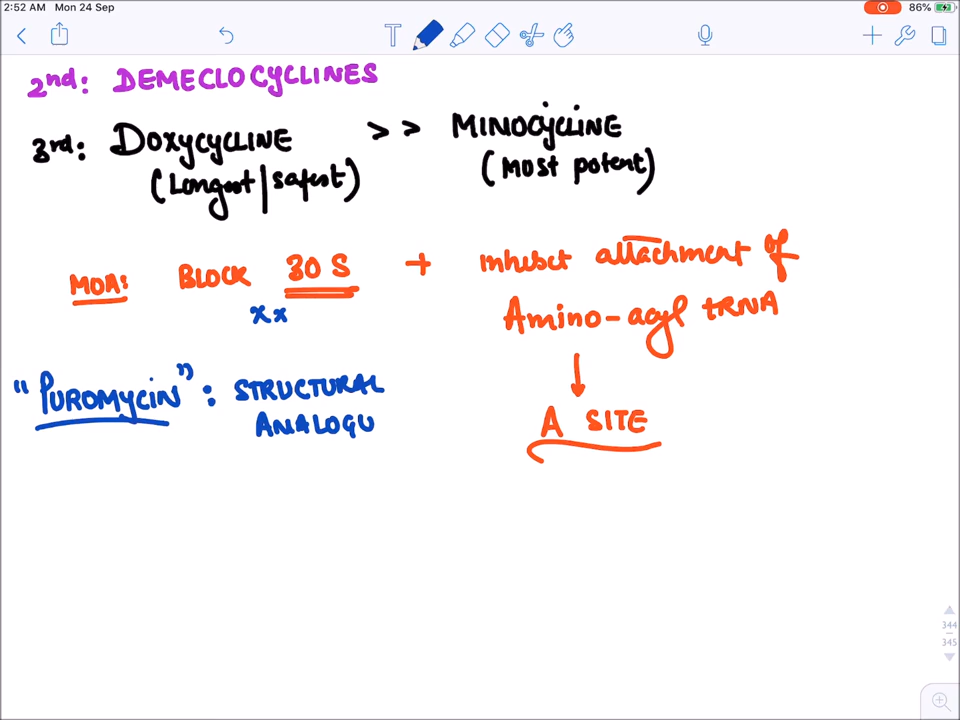 2:52 AM Mon 24 Sep 86%
T
2nd: DEMECLOCYCLINES
3rd: DOXYCYCLINE >> MINOCYCLINE
(Longest/safest) (Most potent)
MOA: BLOCK 30 S + inhibit attachment of
xx Amino-acyl tRNA
"PUROMYCIN": STRUCTURAL
ANALOGU
A SITE
344
345